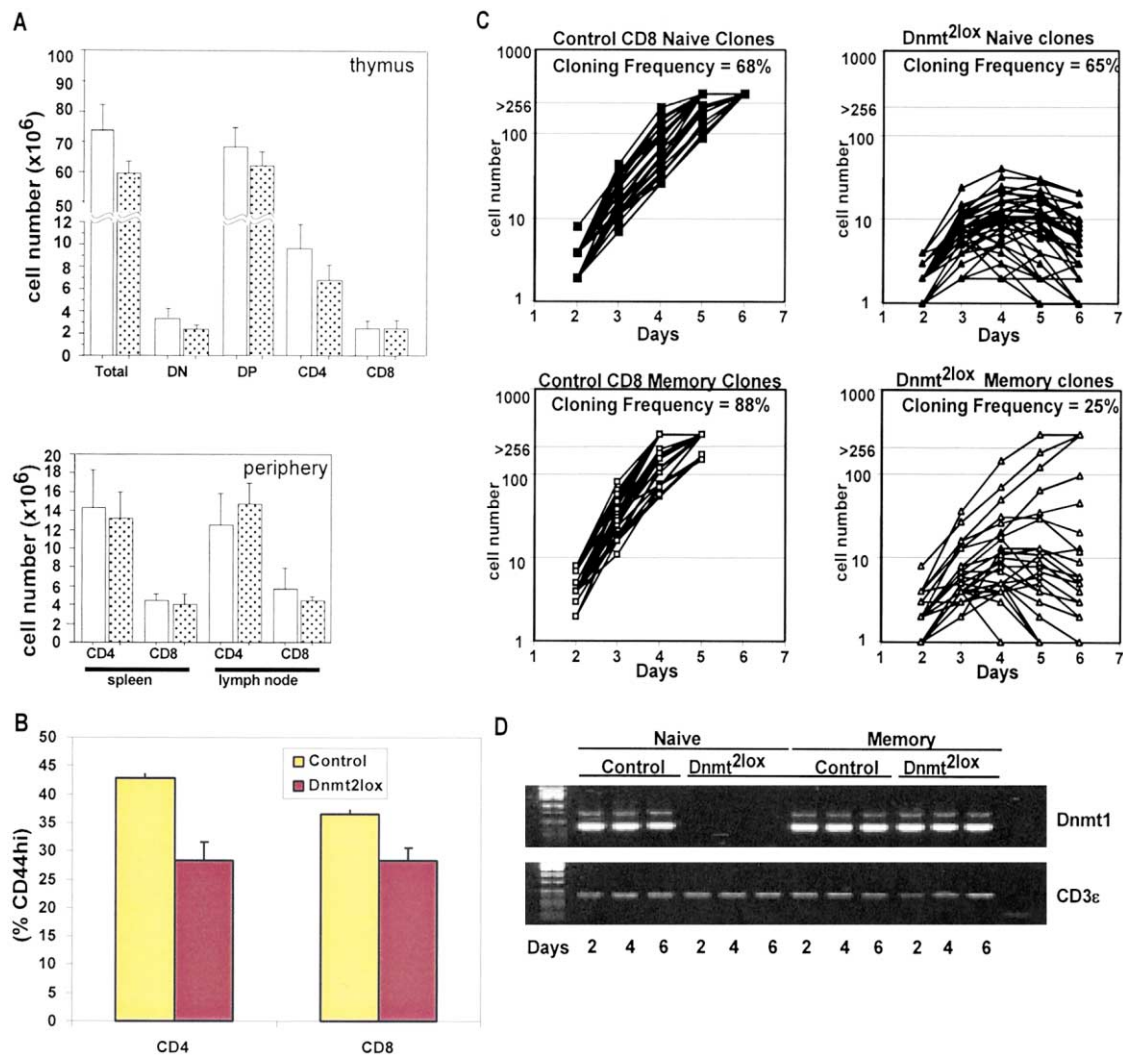 A
thymus
cell number (x10⁶)
100
90
80
70
60
50
12
10
8
6
4
2
0
Total DN DP CD4 CD8
periphery
cell number (x10⁶)
20
18
16
14
12
10
8
6
4
2
0
CD4 CD8 CD4 CD8
spleen lymph node
B
(% CD44hi)
50
45
40
35
30
25
20
15
10
5
0
Control
Dnmt2lox
CD4 CD8
C
Control CD8 Naive Clones
Cloning Frequency = 68%
cell number
1000
>256
100
10
1
1 2 3 4 5 6 7
Days
Dnmt²ˡᵒˣ Naive clones
Cloning Frequency = 65%
cell number
1000
>256
100
10
1
1 2 3 4 5 6 7
Days
Control CD8 Memory Clones
Cloning Frequency = 88%
cell number
1000
>256
100
10
1
1 2 3 4 5 6 7
Days
Dnmt²ˡᵒˣ Memory clones
Cloning Frequency = 25%
cell number
1000
>256
100
10
1
1 2 3 4 5 6 7
Days
D
Naive Memory
Control Dnmt²ˡᵒˣ Control Dnmt²ˡᵒˣ
Dnmt1
CD3ε
Days 2 4 6 2 4 6 2 4 6 2 4 6